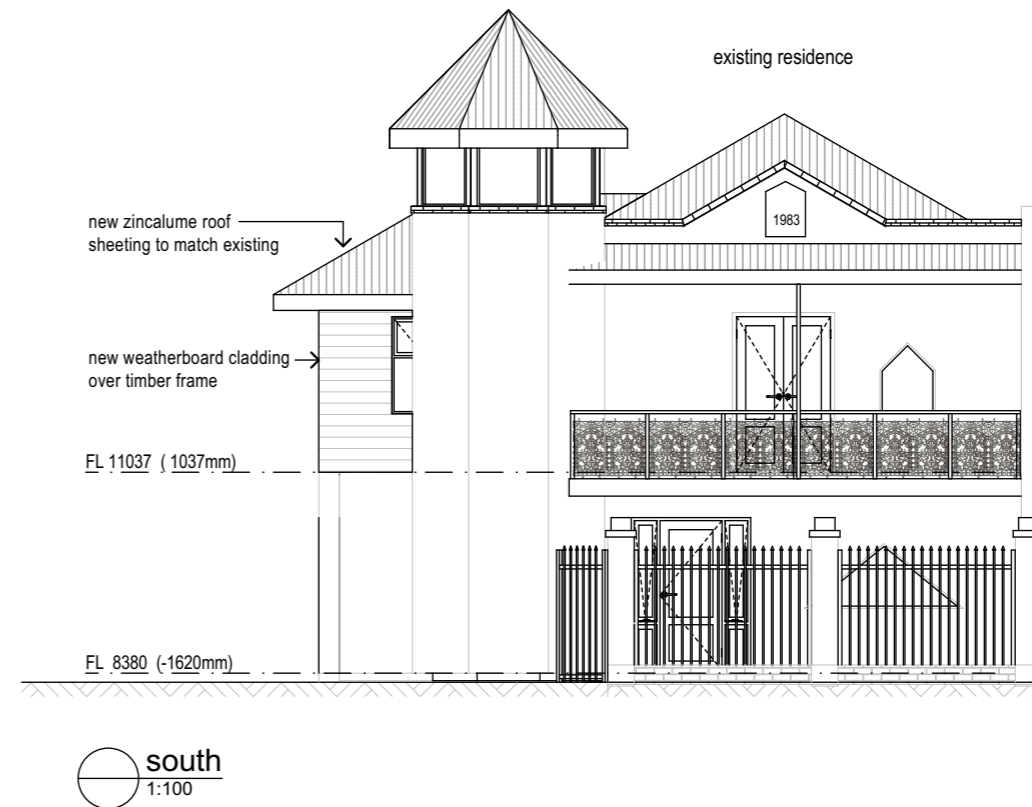 existing residence
1983
new zincalume roof
sheeting to match existing
new weatherboard cladding
over timber frame
FL 11037 ( 1037mm)
FL 8380 (-1620mm)
south
1:100